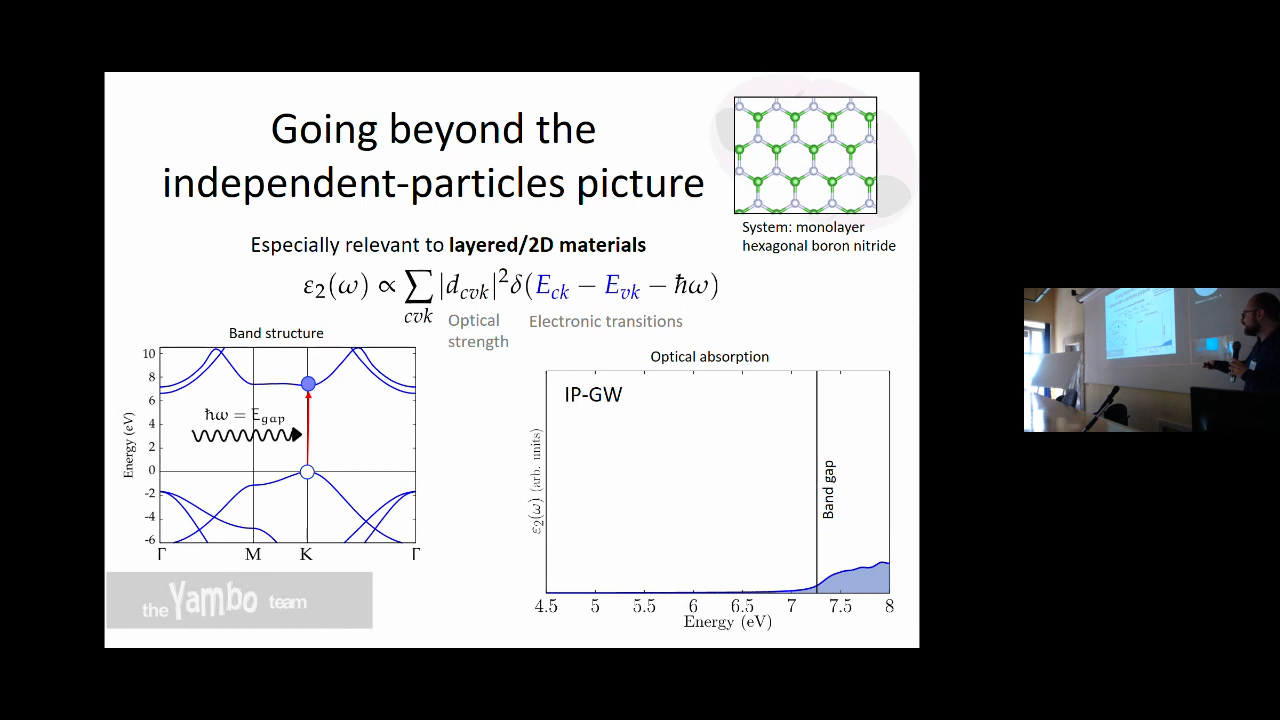 Going beyond the
independent-particles picture
System: monolayer
hexagonal boron nitride
Especially relevant to layered/2D materials
ε₂(ω) ∝ ∑ |d_cvk|² δ(E_ck − E_vk − ħω)
cvk
Optical
strength
Electronic transitions
Band structure
10
8
6
4
2
0
-2
-4
-6
Energy (eV)
ħω = E_gap
Γ
M
K
Γ
Optical absorption
IP-GW
ε₂(ω) (arb. units)
Band gap
4.5
5
5.5
6
6.5
7
7.5
8
Energy (eV)
the Yambo team